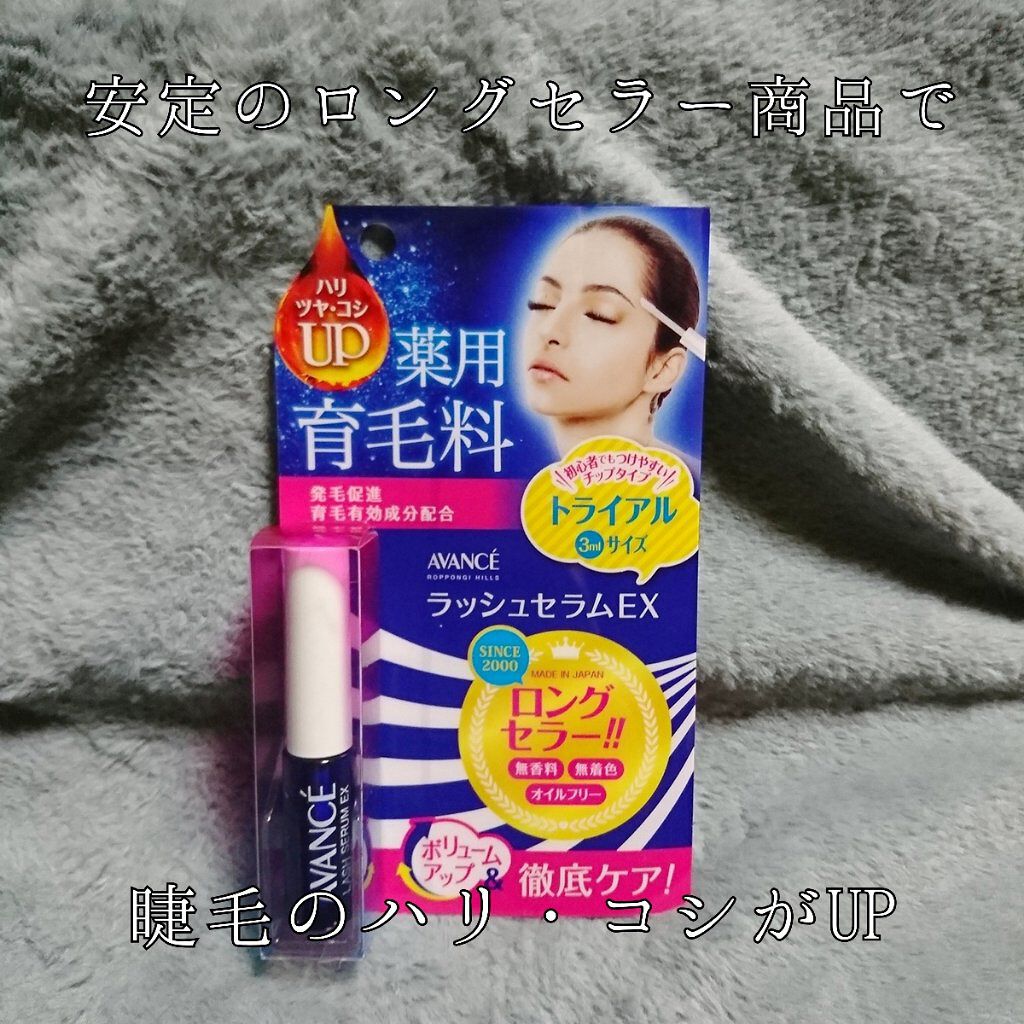 安定のロングセラー商品で
ハリ
ツヤ・コシ
UP
薬用
育毛料
初心者でもつけやすい
チップタイプ
トライアル
3mlサイズ
発毛促進
育毛有効成分配合
AVANCÉ
ROPPONGI HILLS
ラッシュセラムEX
SINCE
2000
MADE IN JAPAN
ロング
セラー!!
無香料 無着色
オイルフリー
AVANCÉ
LASH SERUM EX
ボリューム
アップ
&徹底ケア!
睫毛のハリ・コシがUP